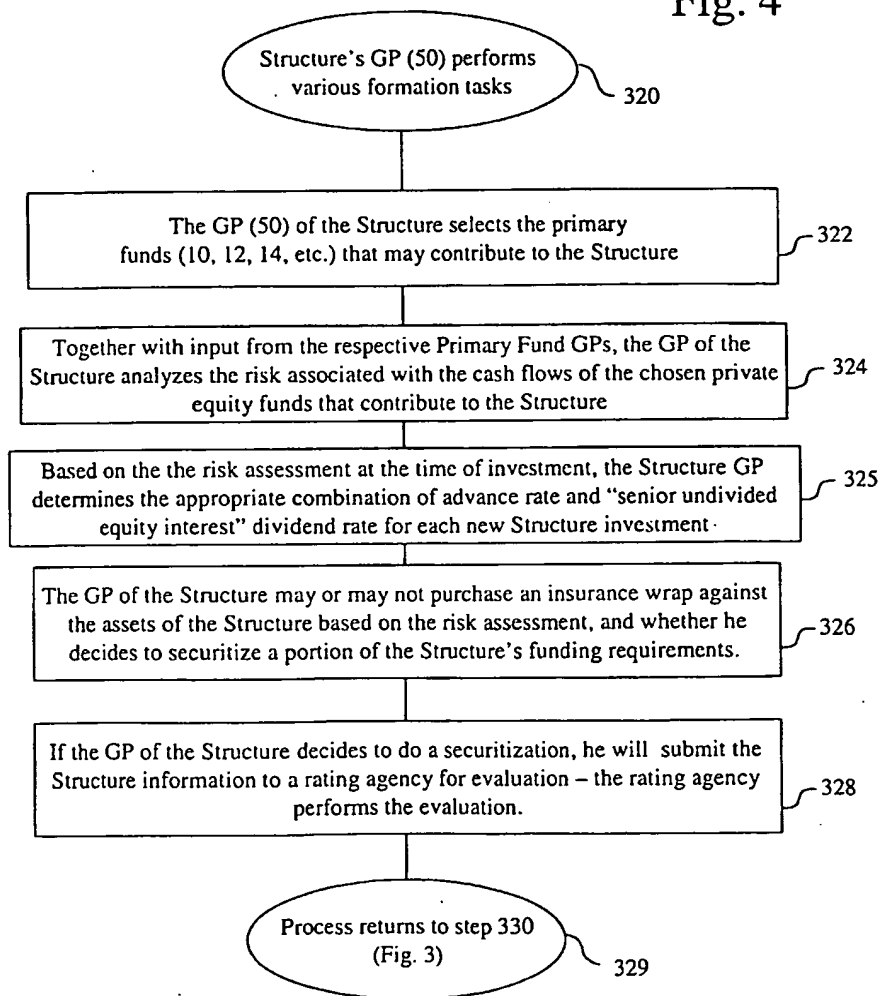 Fig. 4
Structure's GP (50) performs
various formation tasks
320
The GP (50) of the Structure selects the primary
funds (10, 12, 14, etc.) that may contribute to the Structure
322
Together with input from the respective Primary Fund GPs, the GP of the
Structure analyzes the risk associated with the cash flows of the chosen private
equity funds that contribute to the Structure
324
Based on the the risk assessment at the time of investment, the Structure GP
determines the appropriate combination of advance rate and “senior undivided
equity interest” dividend rate for each new Structure investment
325
The GP of the Structure may or may not purchase an insurance wrap against
the assets of the Structure based on the risk assessment, and whether he
decides to securitize a portion of the Structure's funding requirements.
326
If the GP of the Structure decides to do a securitization, he will submit the
Structure information to a rating agency for evaluation – the rating agency
performs the evaluation.
328
Process returns to step 330
(Fig. 3)
329